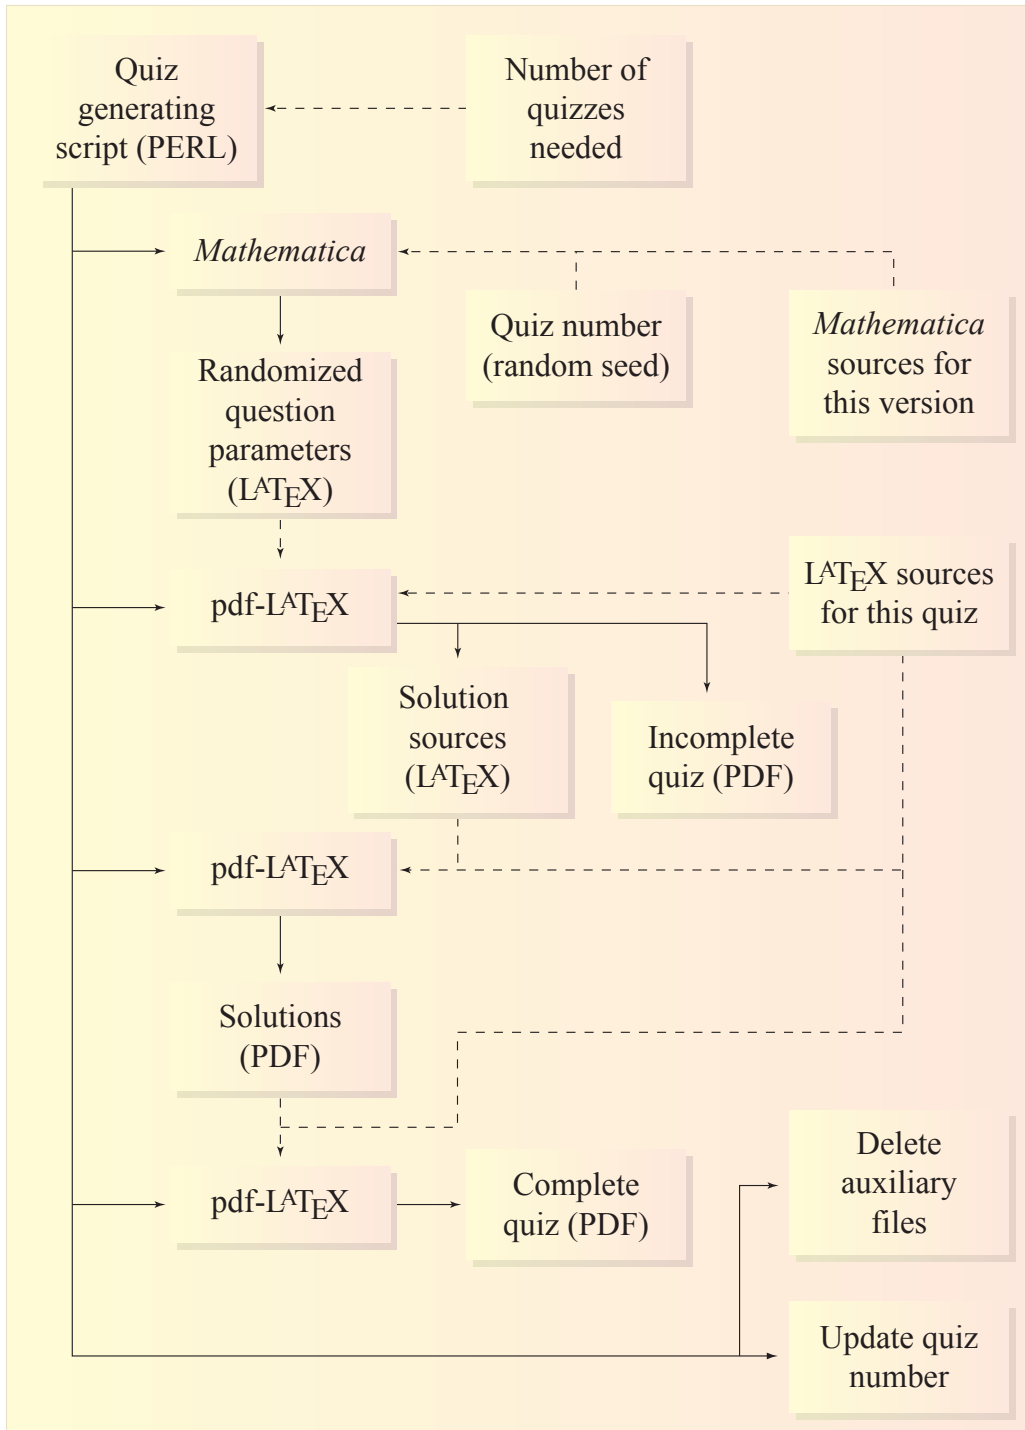 Quiz
generating
script (PERL)
Number of
quizzes
needed
Mathematica
Quiz number
(random seed)
Mathematica
sources for
this version
Randomized
question
parameters
(LATEX)
pdf-LATEX
LATEX sources
for this quiz
Solution
sources
(LATEX)
Incomplete
quiz (PDF)
pdf-LATEX
Solutions
(PDF)
pdf-LATEX
Complete
quiz (PDF)
Delete
auxiliary
files
Update quiz
number